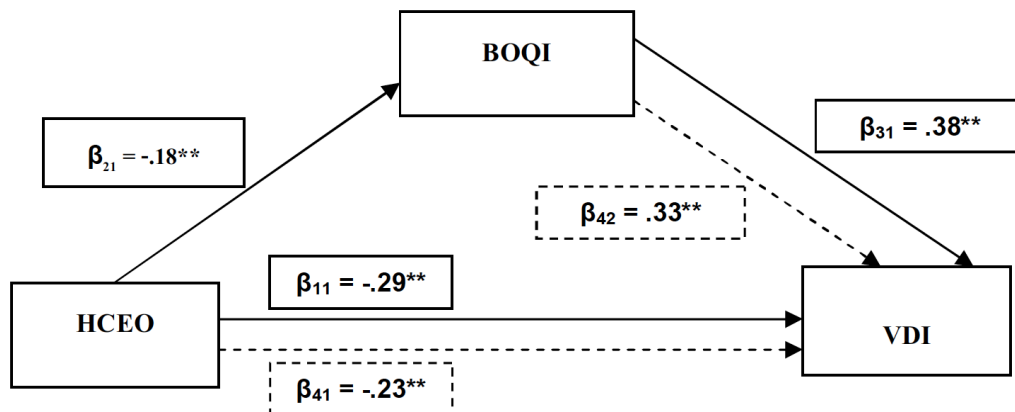 BOQI
β31 = .38**
β21 = -.18**
β42 = .33**
β11 = -.29**
HCEO
VDI
β41 = -.23**